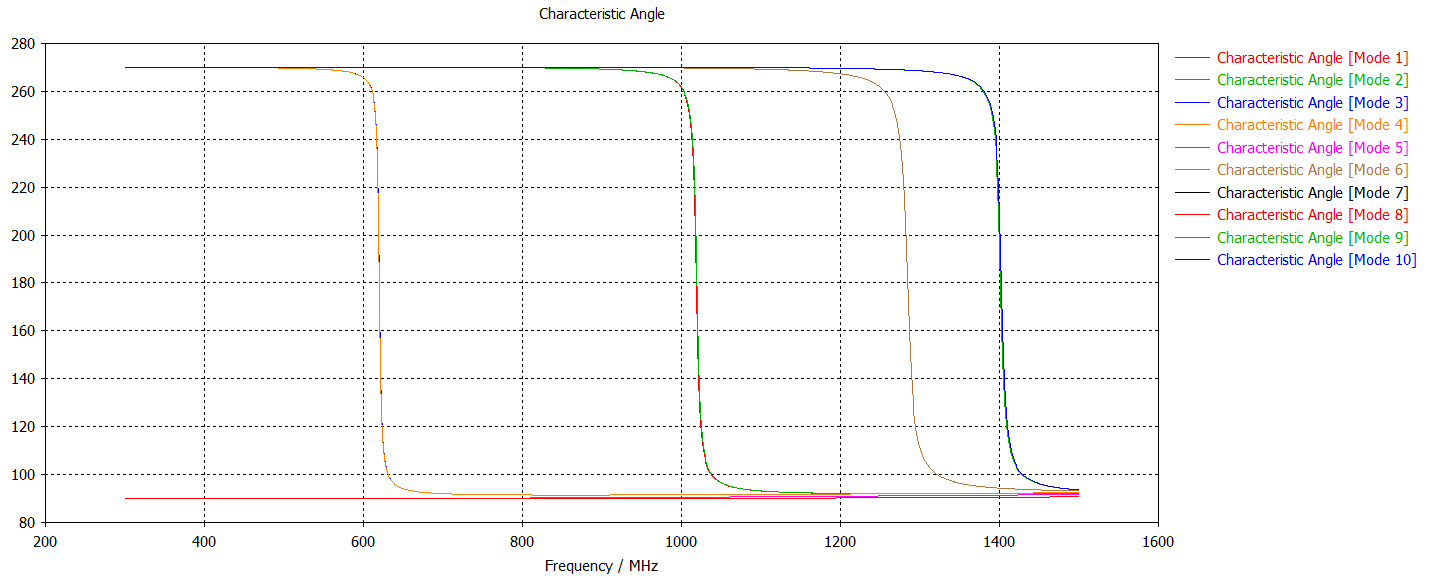 Characteristic Angle
280
260
240
220
200
180
160
140
120
100
80
200 400 600 800 1000 1200 1400 1600
Frequency / MHz
Characteristic Angle [Mode 1]
Characteristic Angle [Mode 2]
Characteristic Angle [Mode 3]
Characteristic Angle [Mode 4]
Characteristic Angle [Mode 5]
Characteristic Angle [Mode 6]
Characteristic Angle [Mode 7]
Characteristic Angle [Mode 8]
Characteristic Angle [Mode 9]
Characteristic Angle [Mode 10]